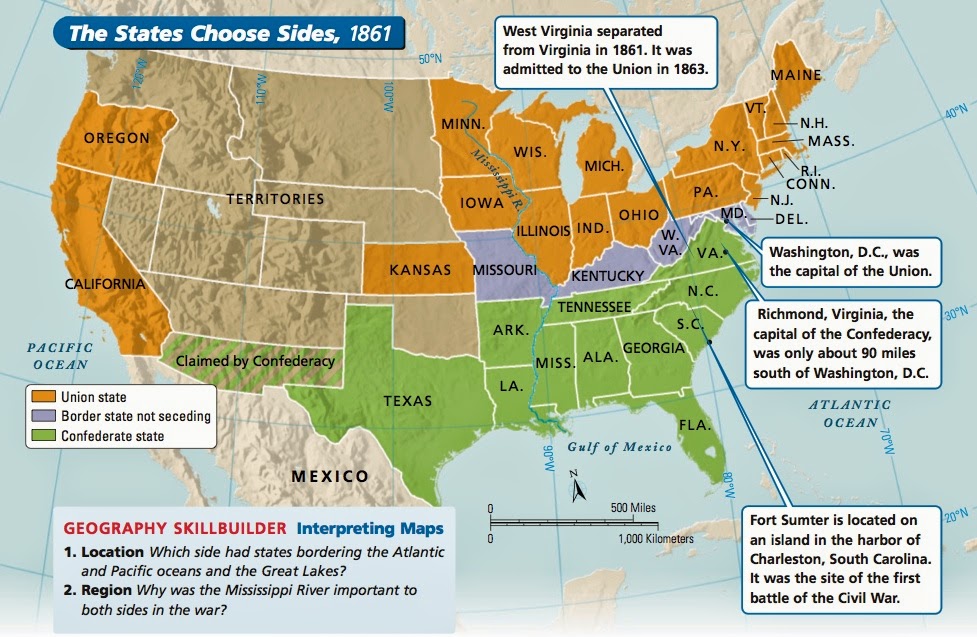 The States Choose Sides, 1861
West Virginia separated
from Virginia in 1861. It was
admitted to the Union in 1863.
50°N
40°N
30°N
20°N
120°W
110°W
100°W
90°W
80°W
70°W
OREGON
CALIFORNIA
TERRITORIES
KANSAS
MINN.
WIS.
IOWA
ILLINOIS
MICH.
IND.
OHIO
PA.
N.Y.
VT.
MAINE
N.H.
MASS.
R.I.
CONN.
N.J.
DEL.
MD.
W.
VA.
VA.
MISSOURI
KENTUCKY
TENNESSEE
N.C.
S.C.
GEORGIA
ALA.
MISS.
ARK.
LA.
TEXAS
FLA.
Claimed by Confederacy
Mississippi R.
MEXICO
PACIFIC
OCEAN
ATLANTIC
OCEAN
Gulf of Mexico
Washington, D.C., was
the capital of the Union.
Richmond, Virginia, the
capital of the Confederacy,
was only about 90 miles
south of Washington, D.C.
Fort Sumter is located on
an island in the harbor of
Charleston, South Carolina.
It was the site of the first
battle of the Civil War.
Union state
Border state not seceding
Confederate state
N
0 500 Miles
0 1,000 Kilometers
GEOGRAPHY SKILLBUILDER Interpreting Maps
1. Location Which side had states bordering the Atlantic
and Pacific oceans and the Great Lakes?
2. Region Why was the Mississippi River important to
both sides in the war?